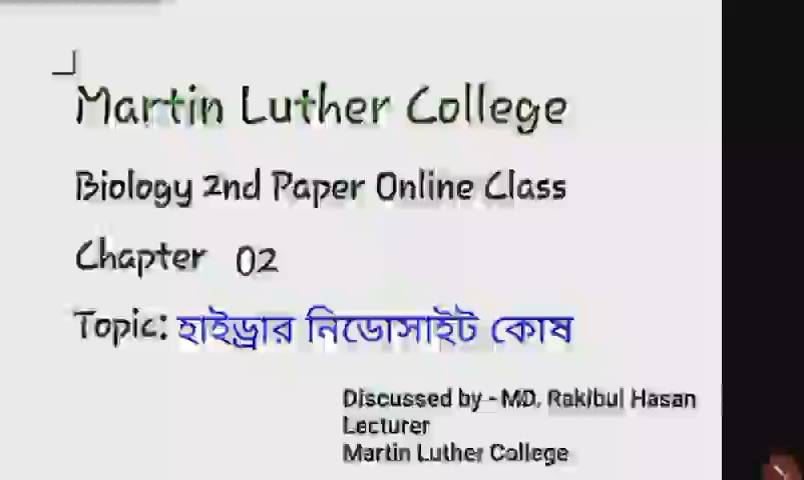 Martin Luther College
Biology 2nd Paper Online Class
Chapter 02
Topic: হাইড্রার নিডোসাইট কোষ
Discussed by - MD. Rakibul Hasan
Lecturer
Martin Luther College